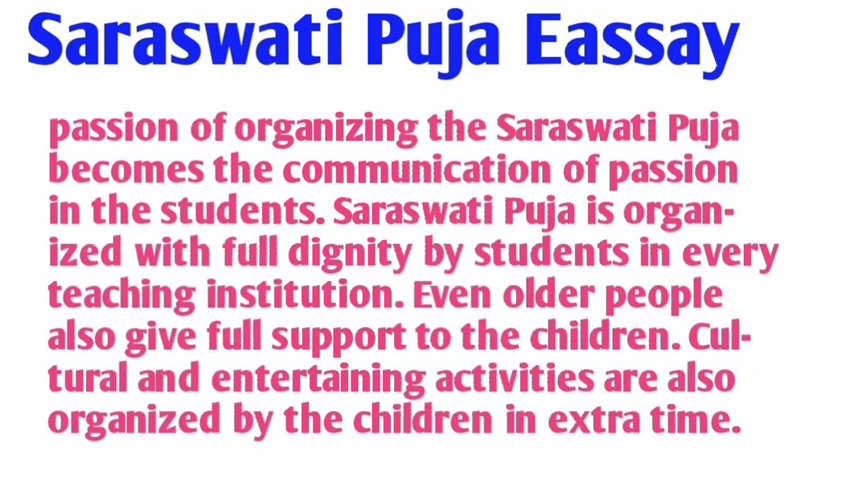 Saraswati Puja Eassay
passion of organizing the Saraswati Puja
becomes the communication of passion
in the students. Saraswati Puja is organ-
ized with full dignity by students in every
teaching institution. Even older people
also give full support to the children. Cul-
tural and entertaining activities are also
organized by the children in extra time.